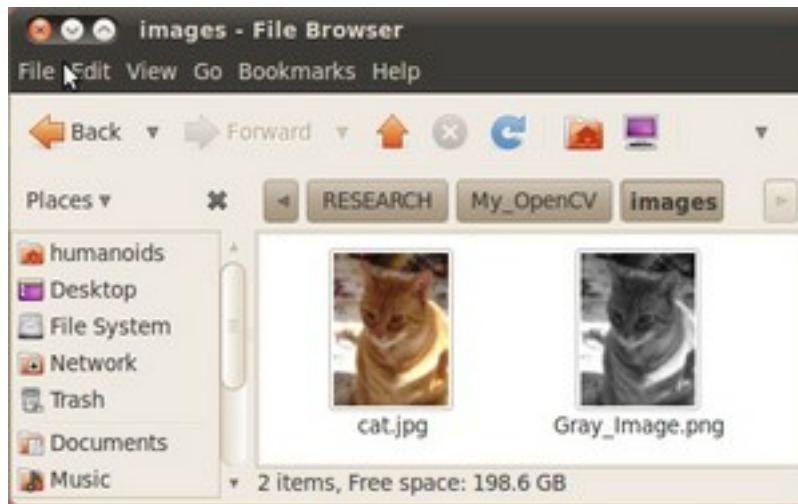 images - File Browser
File Edit View Go Bookmarks Help
Back Forward
Places RESEARCH My_OpenCV images
humanoids
Desktop
File System
Network
Trash
Documents
Music
cat.jpg Gray_Image.png
2 items, Free space: 198.6 GB